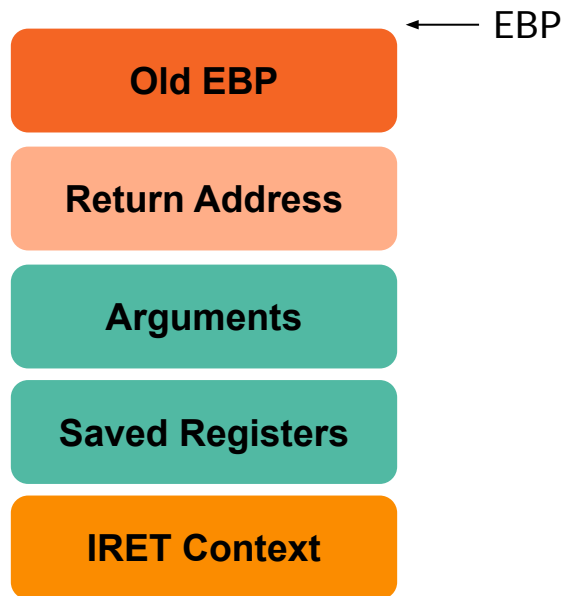 EBP
Old EBP
Return Address
Arguments
Saved Registers
IRET Context